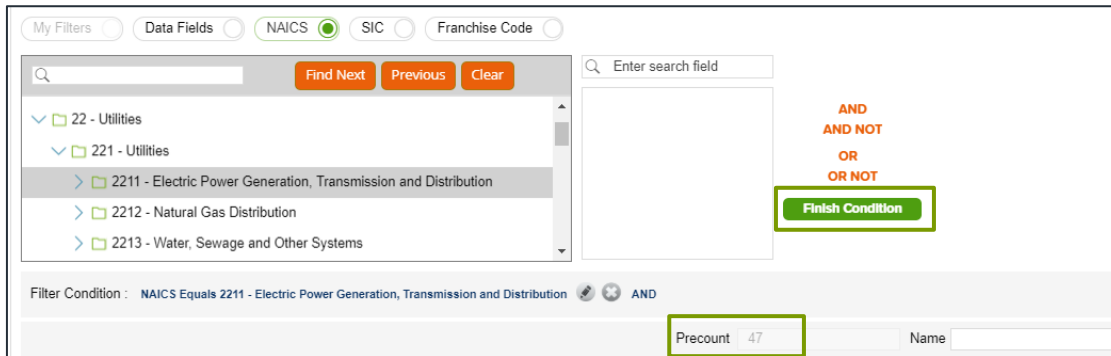 My Filters Data Fields NAICS SIC Franchise Code
Find Next Previous Clear
Enter search field
22 - Utilities
221 - Utilities
2211 - Electric Power Generation, Transmission and Distribution
2212 - Natural Gas Distribution
2213 - Water, Sewage and Other Systems
AND
AND NOT
OR
OR NOT
Finish Condition
Filter Condition : NAICS Equals 2211 - Electric Power Generation, Transmission and Distribution AND
Precount 47 Name